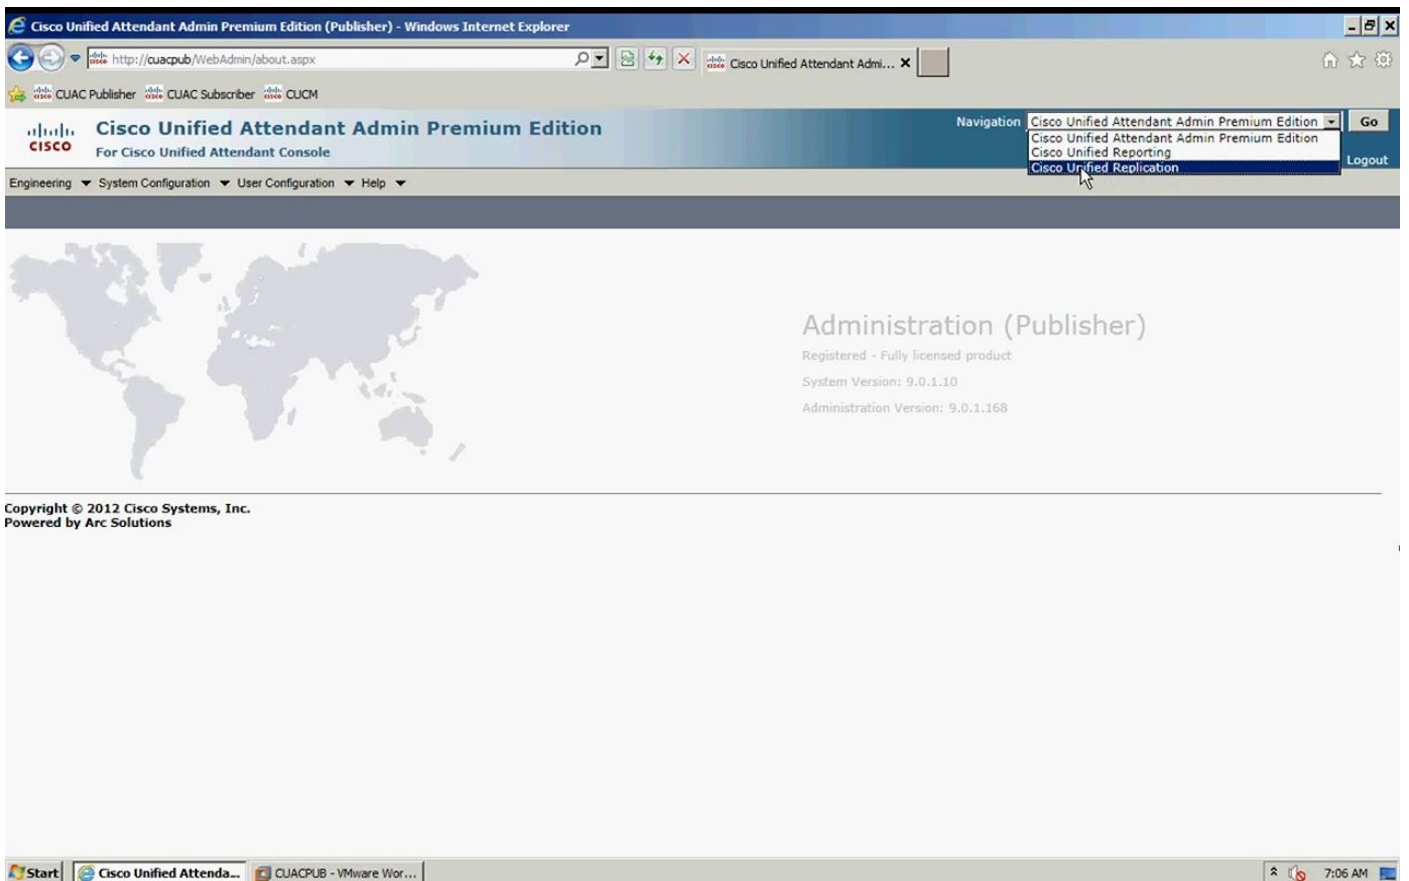 Cisco Unified Attendant Admin Premium Edition (Publisher) - Windows Internet Explorer
http://cuacpub/WebAdmin/about.aspx
Cisco Unified Attendant Admi...
CUAC Publisher CUAC Subscriber CUCM
CISCO
Cisco Unified Attendant Admin Premium Edition
For Cisco Unified Attendant Console
Navigation Cisco Unified Attendant Admin Premium Edition Go
Cisco Unified Attendant Admin Premium Edition
Cisco Unified Reporting
Cisco Unified Replication
Logout
Engineering System Configuration User Configuration Help
Administration (Publisher)
Registered - Fully licensed product
System Version: 9.0.1.10
Administration Version: 9.0.1.168
Copyright © 2012 Cisco Systems, Inc.
Powered by Arc Solutions
Start Cisco Unified Attenda... CUACPUB - VMware Wor... 7:06 AM